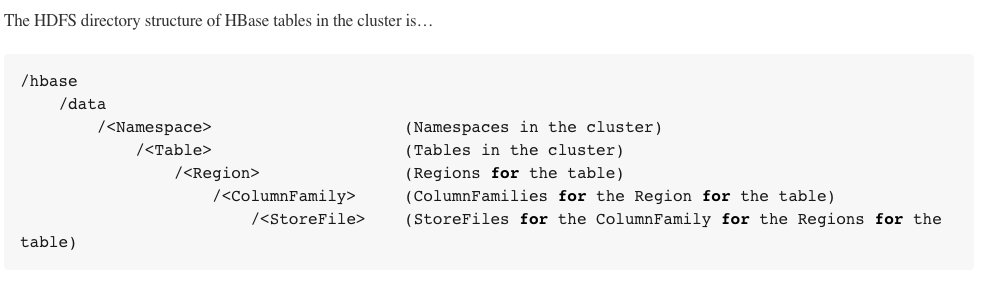 The HDFS directory structure of HBase tables in the cluster is…
/hbase
/data
/<Namespace> (Namespaces in the cluster)
/<Table> (Tables in the cluster)
/<Region> (Regions for the table)
/<ColumnFamily> (ColumnFamilies for the Region for the table)
/<StoreFile> (StoreFiles for the ColumnFamily for the Regions for the
table)